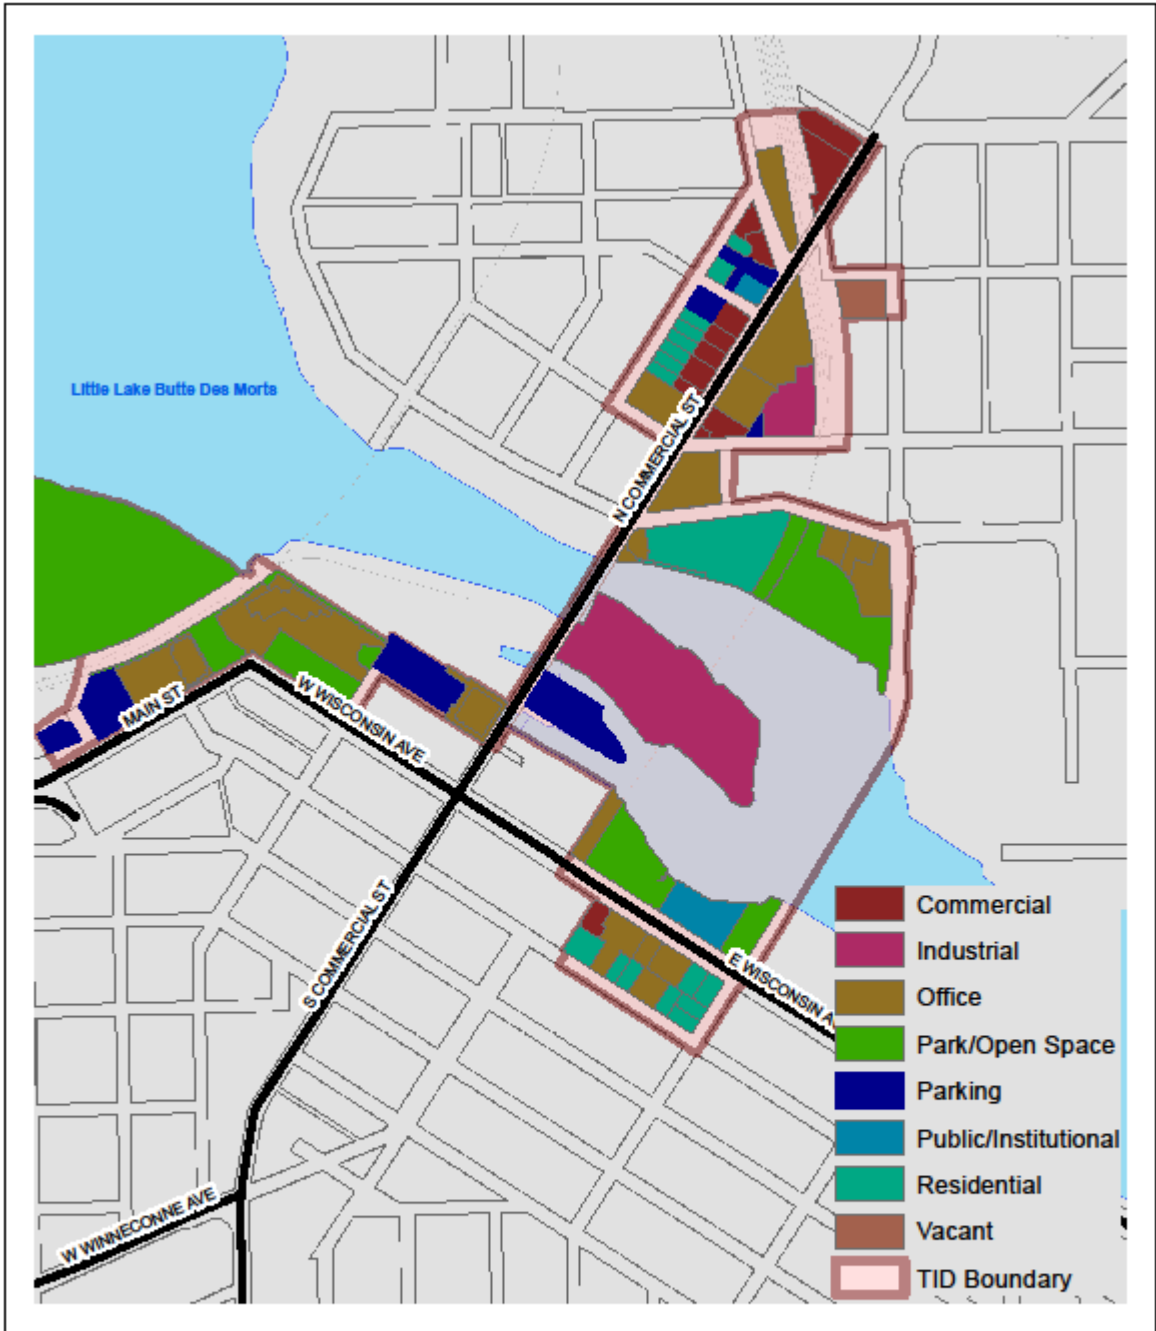 Little Lake Butte Des Morts
N COMMERCIAL ST
MAIN ST
W WISCONSIN AVE
S COMMERCIAL ST
E WISCONSIN A
W WINNECONNE AVE
Commercial
Industrial
Office
Park/Open Space
Parking
Public/Institutional
Residential
Vacant
TID Boundary